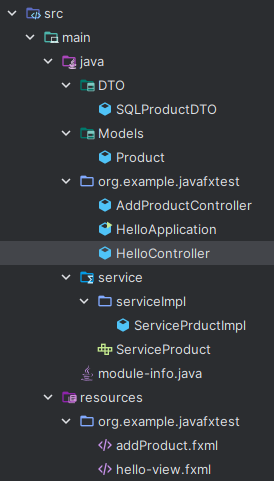 src
main
java
DTO
SQLProductDTO
Models
Product
org.example.javafxtest
AddProductController
HelloApplication
HelloController
service
serviceImpl
ServicePrductImpl
ServiceProduct
module-info.java
resources
org.example.javafxtest
addProduct.fxml
hello-view.fxml